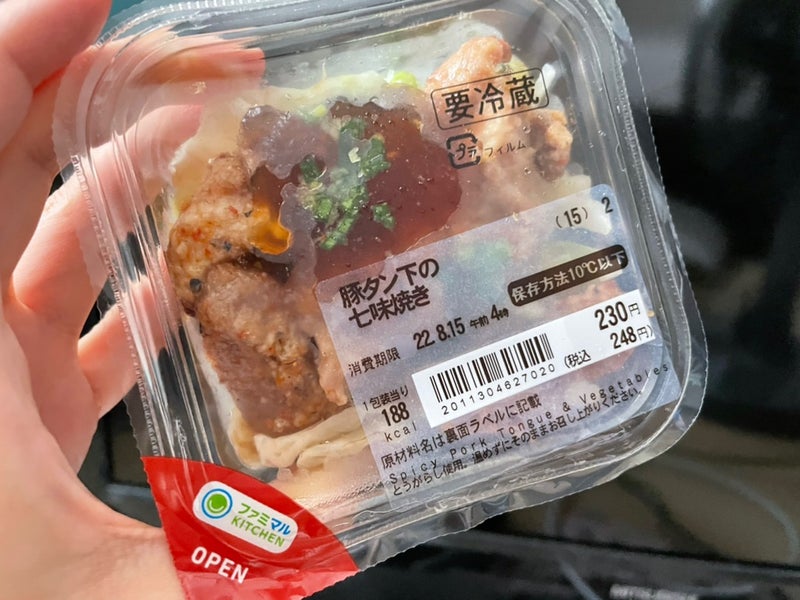 要冷蔵
プラ フィルム
(15) 2
豚タン下の
七味焼き
保存方法10℃以下
消費期限 22 8.15 午前 4時
230円
(税込 248円)
1包装当り
188
kcal
2011304827020
原材料名は裏面ラベルに記載
Spicy Pork Tongue & Vegetables
とうがらし使用。温めずにそのままお召し上がりください。
ファミマル
KITCHEN
OPEN